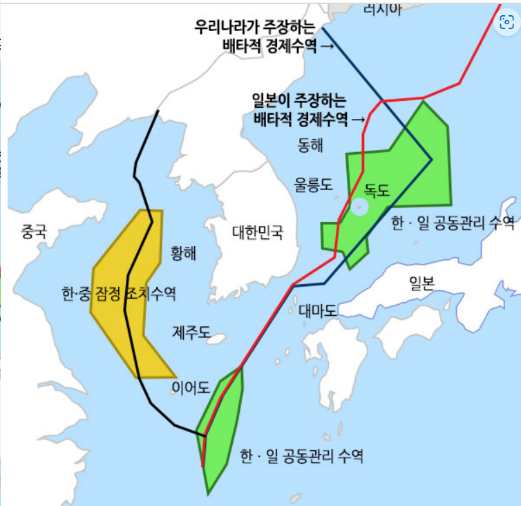 러시아
우리나라가 주장하는
배타적 경제수역 →
일본이 주장하는
배타적 경제수역 →
동해
울릉도
독도
중국
대한민국
한 · 일 공동관리 수역
황해
한·중 잠정 조치수역
일본
대마도
제주도
이어도
한 · 일 공동관리 수역